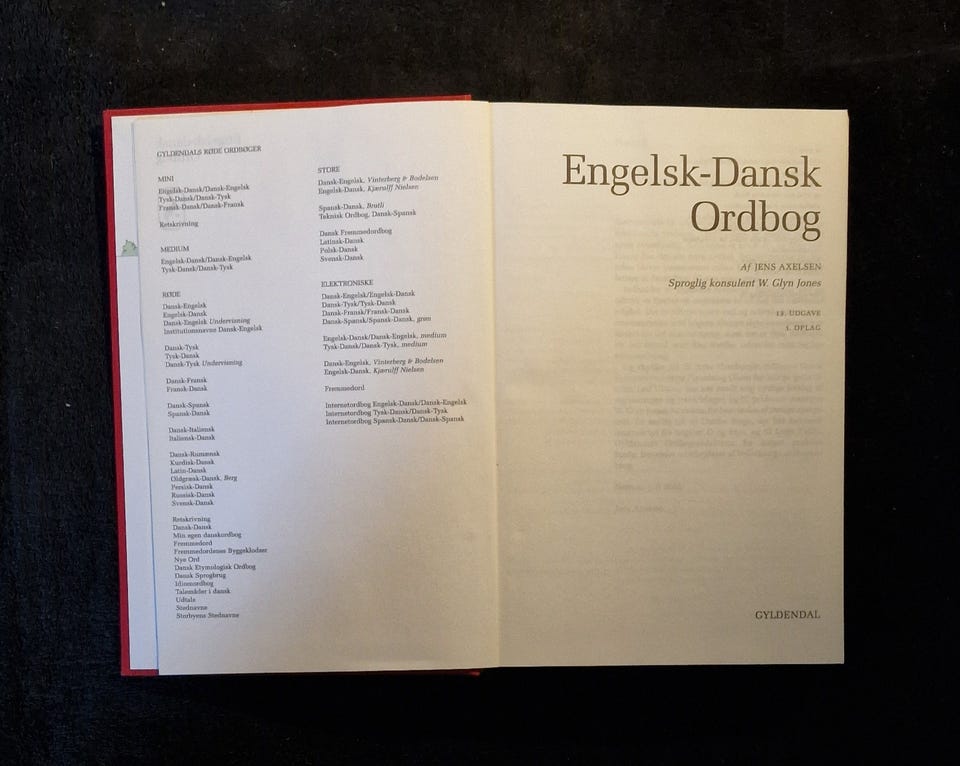 GYLDENDALS RØDE ORDBØGER
MINI
Engelsk-Dansk/Dansk-Engelsk
Tysk-Dansk/Dansk-Tysk
Fransk-Dansk/Dansk-Fransk
Retskrivning
MEDIUM
Engelsk-Dansk/Dansk-Engelsk
Tysk-Dansk/Dansk-Tysk
RØDE
Dansk-Engelsk
Engelsk-Dansk
Dansk-Engelsk Undervisning
Institutionsnavne Dansk-Engelsk
Dansk-Tysk
Tysk-Dansk
Dansk-Tysk Undervisning
Dansk-Fransk
Fransk-Dansk
Dansk-Spansk
Spansk-Dansk
Dansk-Italiensk
Italiensk-Dansk
Dansk-Rumænsk
Kurdisk-Dansk
Latin-Dansk
Oldgræsk-Dansk, Berg
Persisk-Dansk
Russisk-Dansk
Svensk-Dansk
Retskrivning
Dansk-Dansk
Min egen danskordbog
Fremmedord
Fremmedordenes Byggeklodser
Nye Ord
Dansk Etymologisk Ordbog
Dansk Sprogbrug
Idiomordbog
Talemåder i dansk
Udtale
Stednavne
Storbyens Stednavne
STORE
Dansk-Engelsk, Vinterberg & Bodelsen
Engelsk-Dansk, Kjærulff Nielsen
Spansk-Dansk, Bratli
Teknisk Ordbog, Dansk-Spansk
Dansk Fremmedordbog
Latinsk-Dansk
Polsk-Dansk
Svensk-Dansk
ELEKTRONISKE
Dansk-Engelsk/Engelsk-Dansk
Dansk-Tysk/Tysk-Dansk
Dansk-Fransk/Fransk-Dansk
Dansk-Spansk/Spansk-Dansk, grøn
Engelsk-Dansk/Dansk-Engelsk, medium
Tysk-Dansk/Dansk-Tysk, medium
Dansk-Engelsk, Vinterberg & Bodelsen
Engelsk-Dansk, Kjærulff Nielsen
Fremmedord
Internetordbog Engelsk-Dansk/Dansk-Engelsk
Internetordbog Tysk-Dansk/Dansk-Tysk
Internetordbog Spansk-Dansk/Dansk-Spansk
Engelsk-Dansk
Ordbog
Af JENS AXELSEN
Sproglig konsulent W. Glyn Jones
UDGAVE
OPLAG
GYLDENDAL